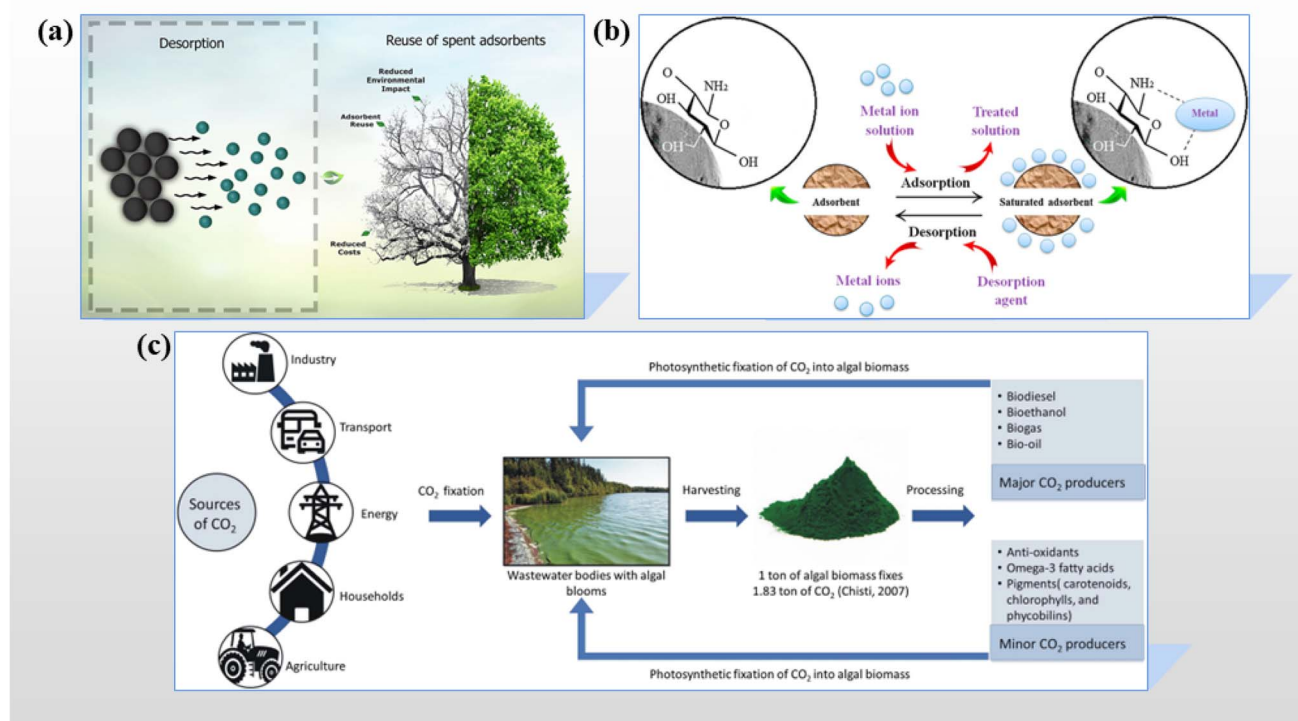 (a)
Desorption
Reuse of spent adsorbents
Reduced
Environmental
Impact
Adsorbent
Reuse
Reduced
Costs
(b)
O
NH₂
OH
O
OH
OH
Metal ion
solution
Treated
solution
Adsorption
Adsorbent
Saturated adsorbent
Desorption
Metal ions
Desorption
agent
O
NH₂
OH
O
OH
OH
Metal
(c)
Industry
Transport
Sources
of CO₂
Energy
Households
Agriculture
CO₂ fixation
Photosynthetic fixation of CO₂ into algal biomass
Wastewater bodies with algal
blooms
Harvesting
1 ton of algal biomass fixes
1.83 ton of CO₂ (Chisti, 2007)
Processing
• Biodiesel
• Bioethanol
• Biogas
• Bio-oil
Major CO₂ producers
• Anti-oxidants
• Omega-3 fatty acids
• Pigments( carotenoids,
chlorophylls, and
phycobilins)
Minor CO₂ producers
Photosynthetic fixation of CO₂ into algal biomass